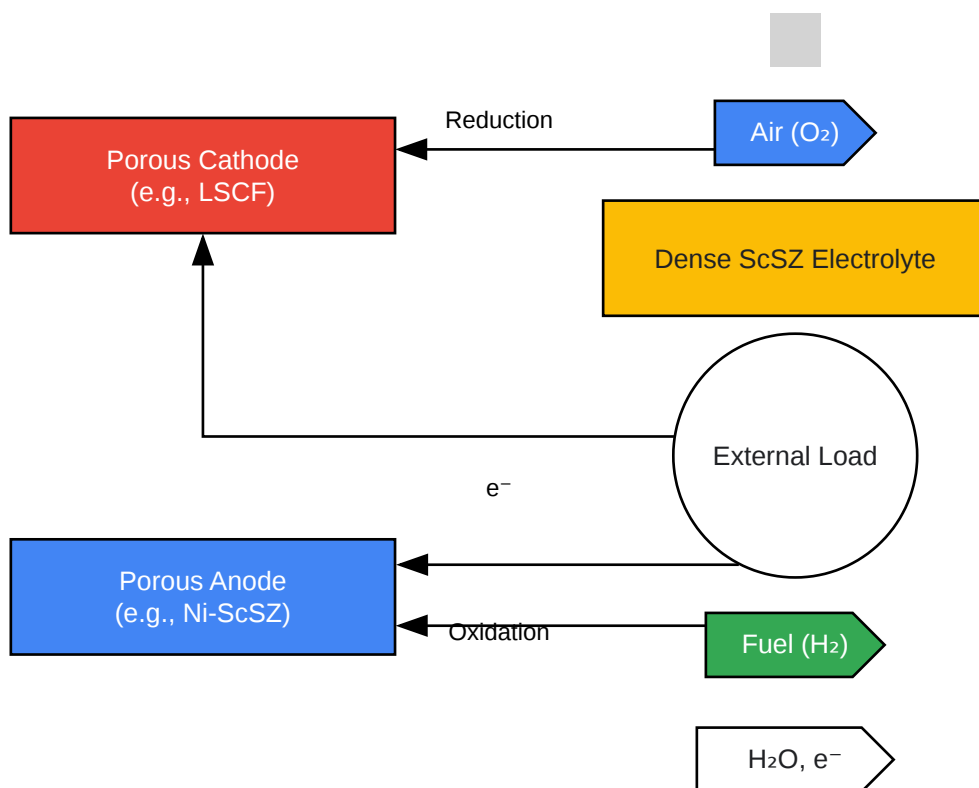 Reduction
Air (O₂)
Porous Cathode
(e.g., LSCF)
Dense ScSZ Electrolyte
External Load
e⁻
Porous Anode
(e.g., Ni-ScSZ)
Oxidation
Fuel (H₂)
H₂O, e⁻